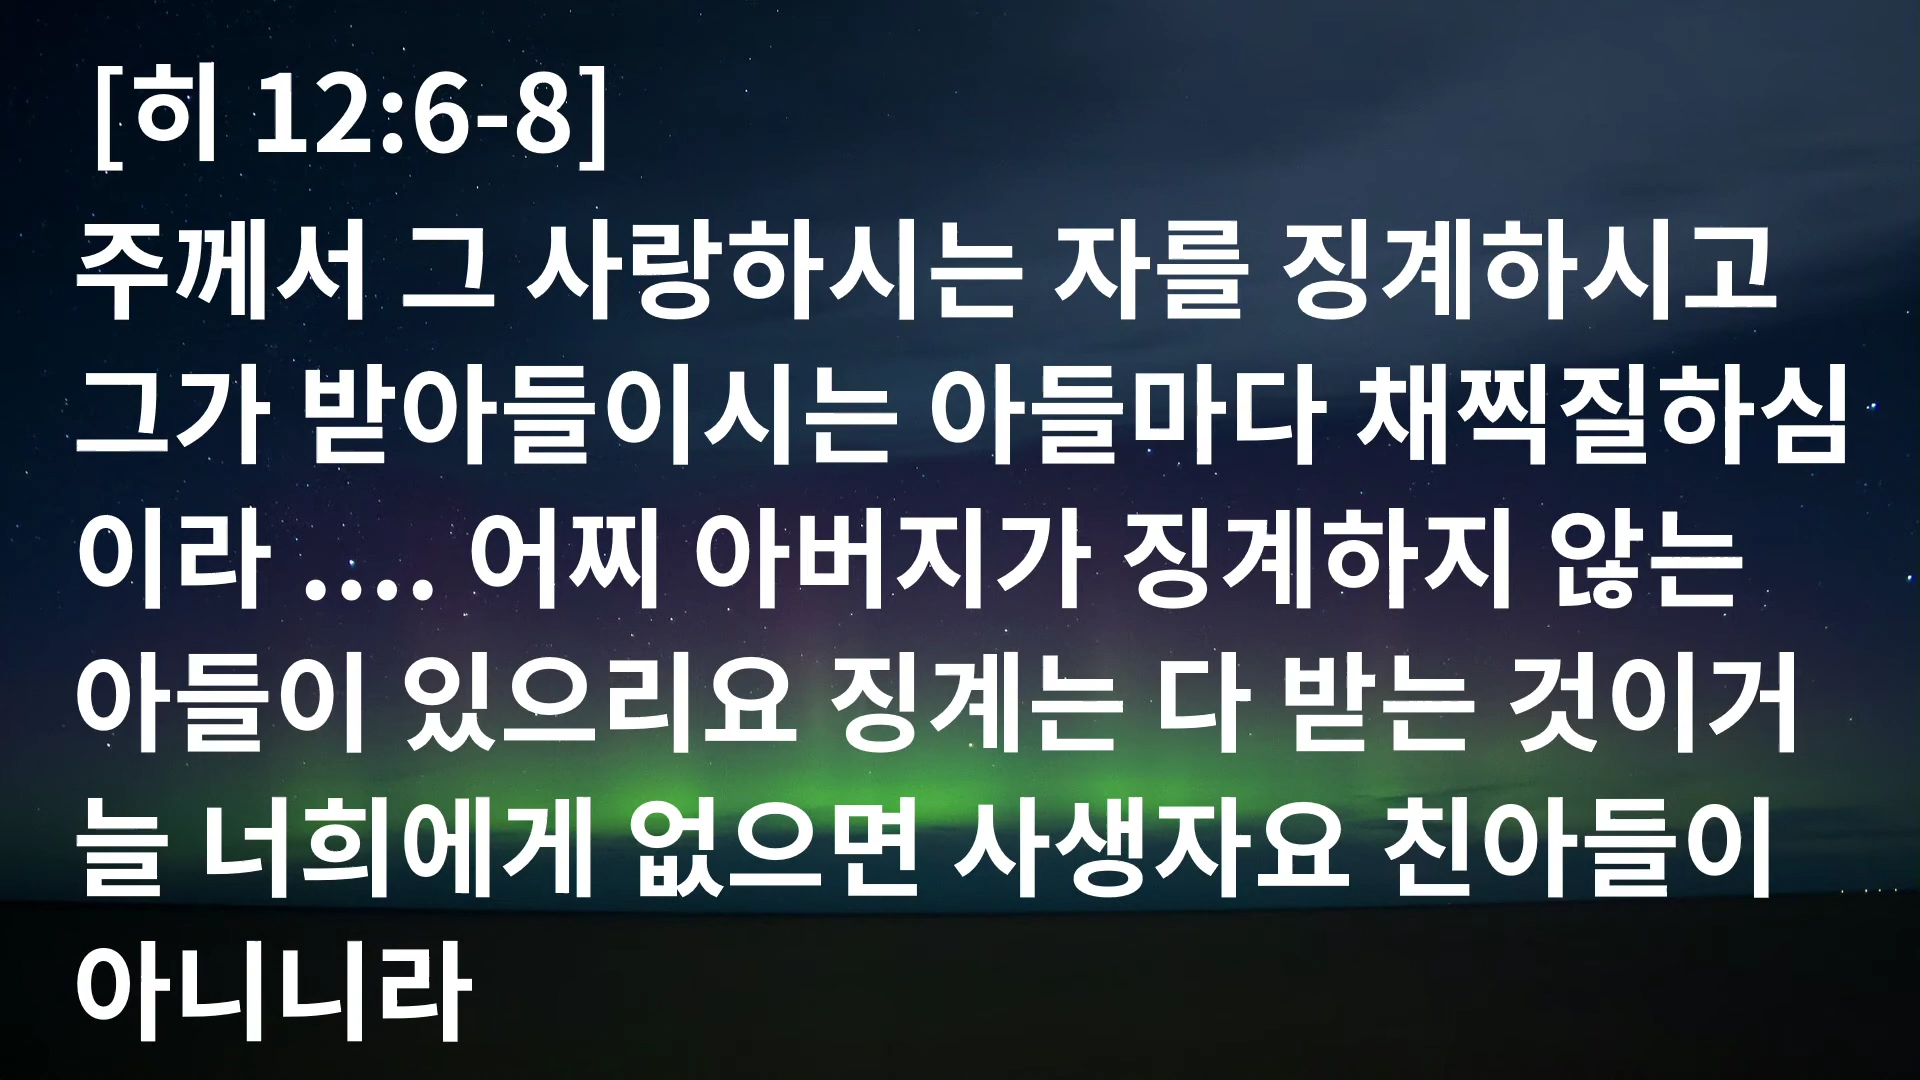 [히 12:6-8]
주께서 그 사랑하시는 자를 징계하시고
그가 받아들이시는 아들마다 채찍질하심
이라 .... 어찌 아버지가 징계하지 않는
아들이 있으리요 징계는 다 받는 것이거
늘 너희에게 없으면 사생자요 친아들이
아니니라